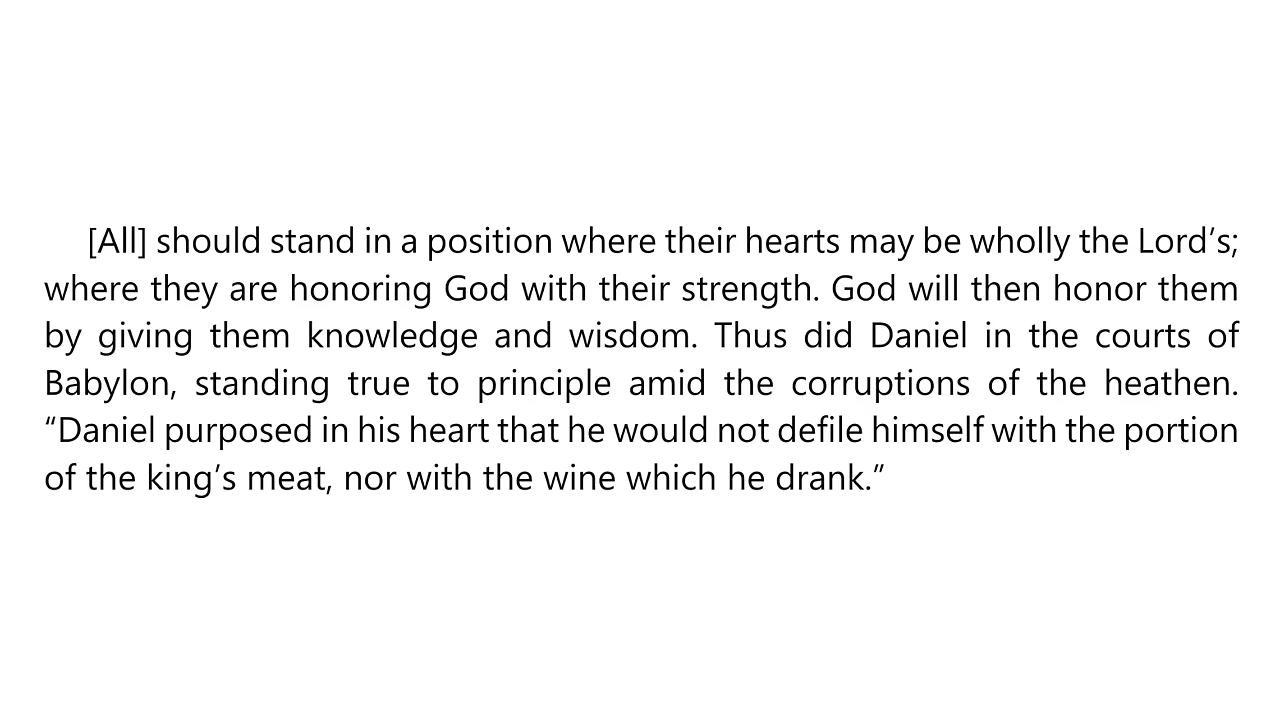 [All] should stand in a position where their hearts may be wholly the Lord’s;
where they are honoring God with their strength. God will then honor them
by giving them knowledge and wisdom. Thus did Daniel in the courts of
Babylon, standing true to principle amid the corruptions of the heathen.
“Daniel purposed in his heart that he would not defile himself with the portion
of the king’s meat, nor with the wine which he drank.”